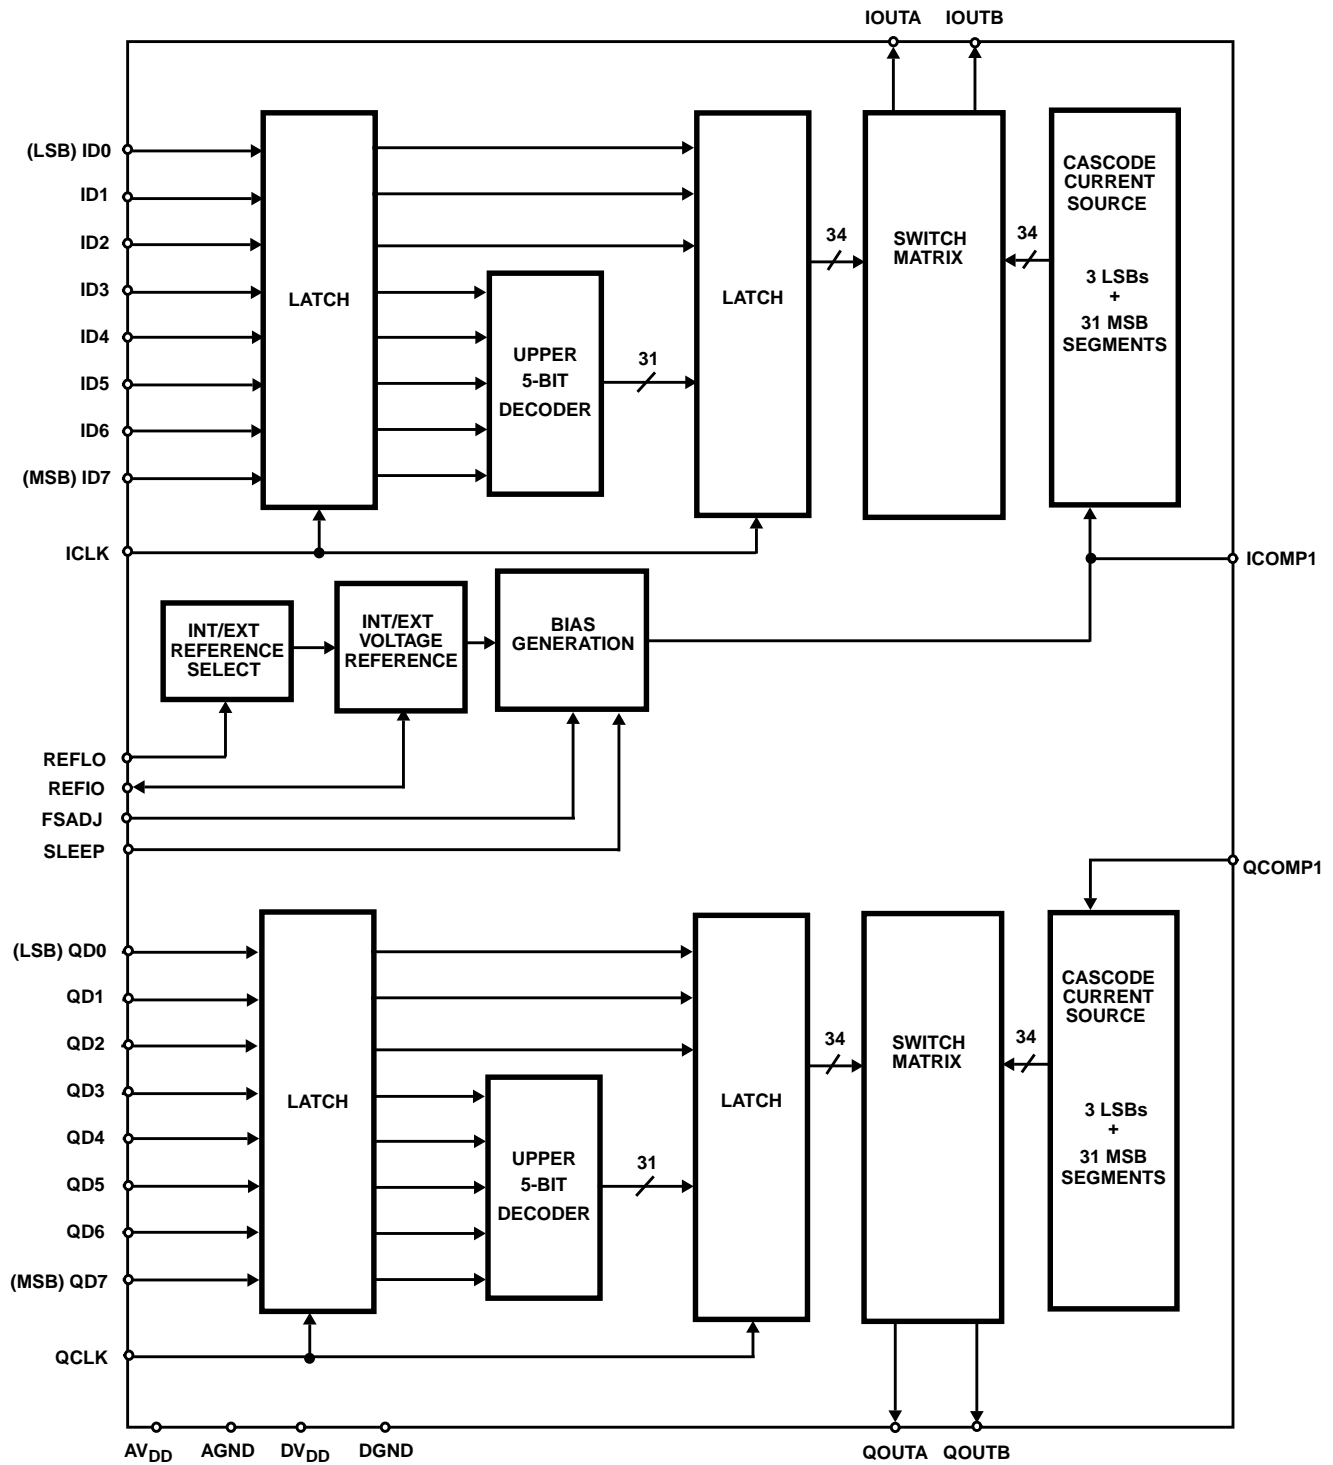 IOUTA IOUTB
(LSB) ID0
ID1
ID2
ID3
ID4
ID5
ID6
(MSB) ID7
ICLK
LATCH
UPPER
5-BIT
DECODER
31
LATCH
34
SWITCH
MATRIX
34
CASCODE
CURRENT
SOURCE
3 LSBs
+
31 MSB
SEGMENTS
ICOMP1
INT/EXT
REFERENCE
SELECT
INT/EXT
VOLTAGE
REFERENCE
BIAS
GENERATION
REFLO
REFIO
FSADJ
SLEEP
QCOMP1
(LSB) QD0
QD1
QD2
QD3
QD4
QD5
QD6
(MSB) QD7
QCLK
LATCH
UPPER
5-BIT
DECODER
31
LATCH
34
SWITCH
MATRIX
34
CASCODE
CURRENT
SOURCE
3 LSBs
+
31 MSB
SEGMENTS
AVDD AGND DVDD DGND QOUTA QOUTB